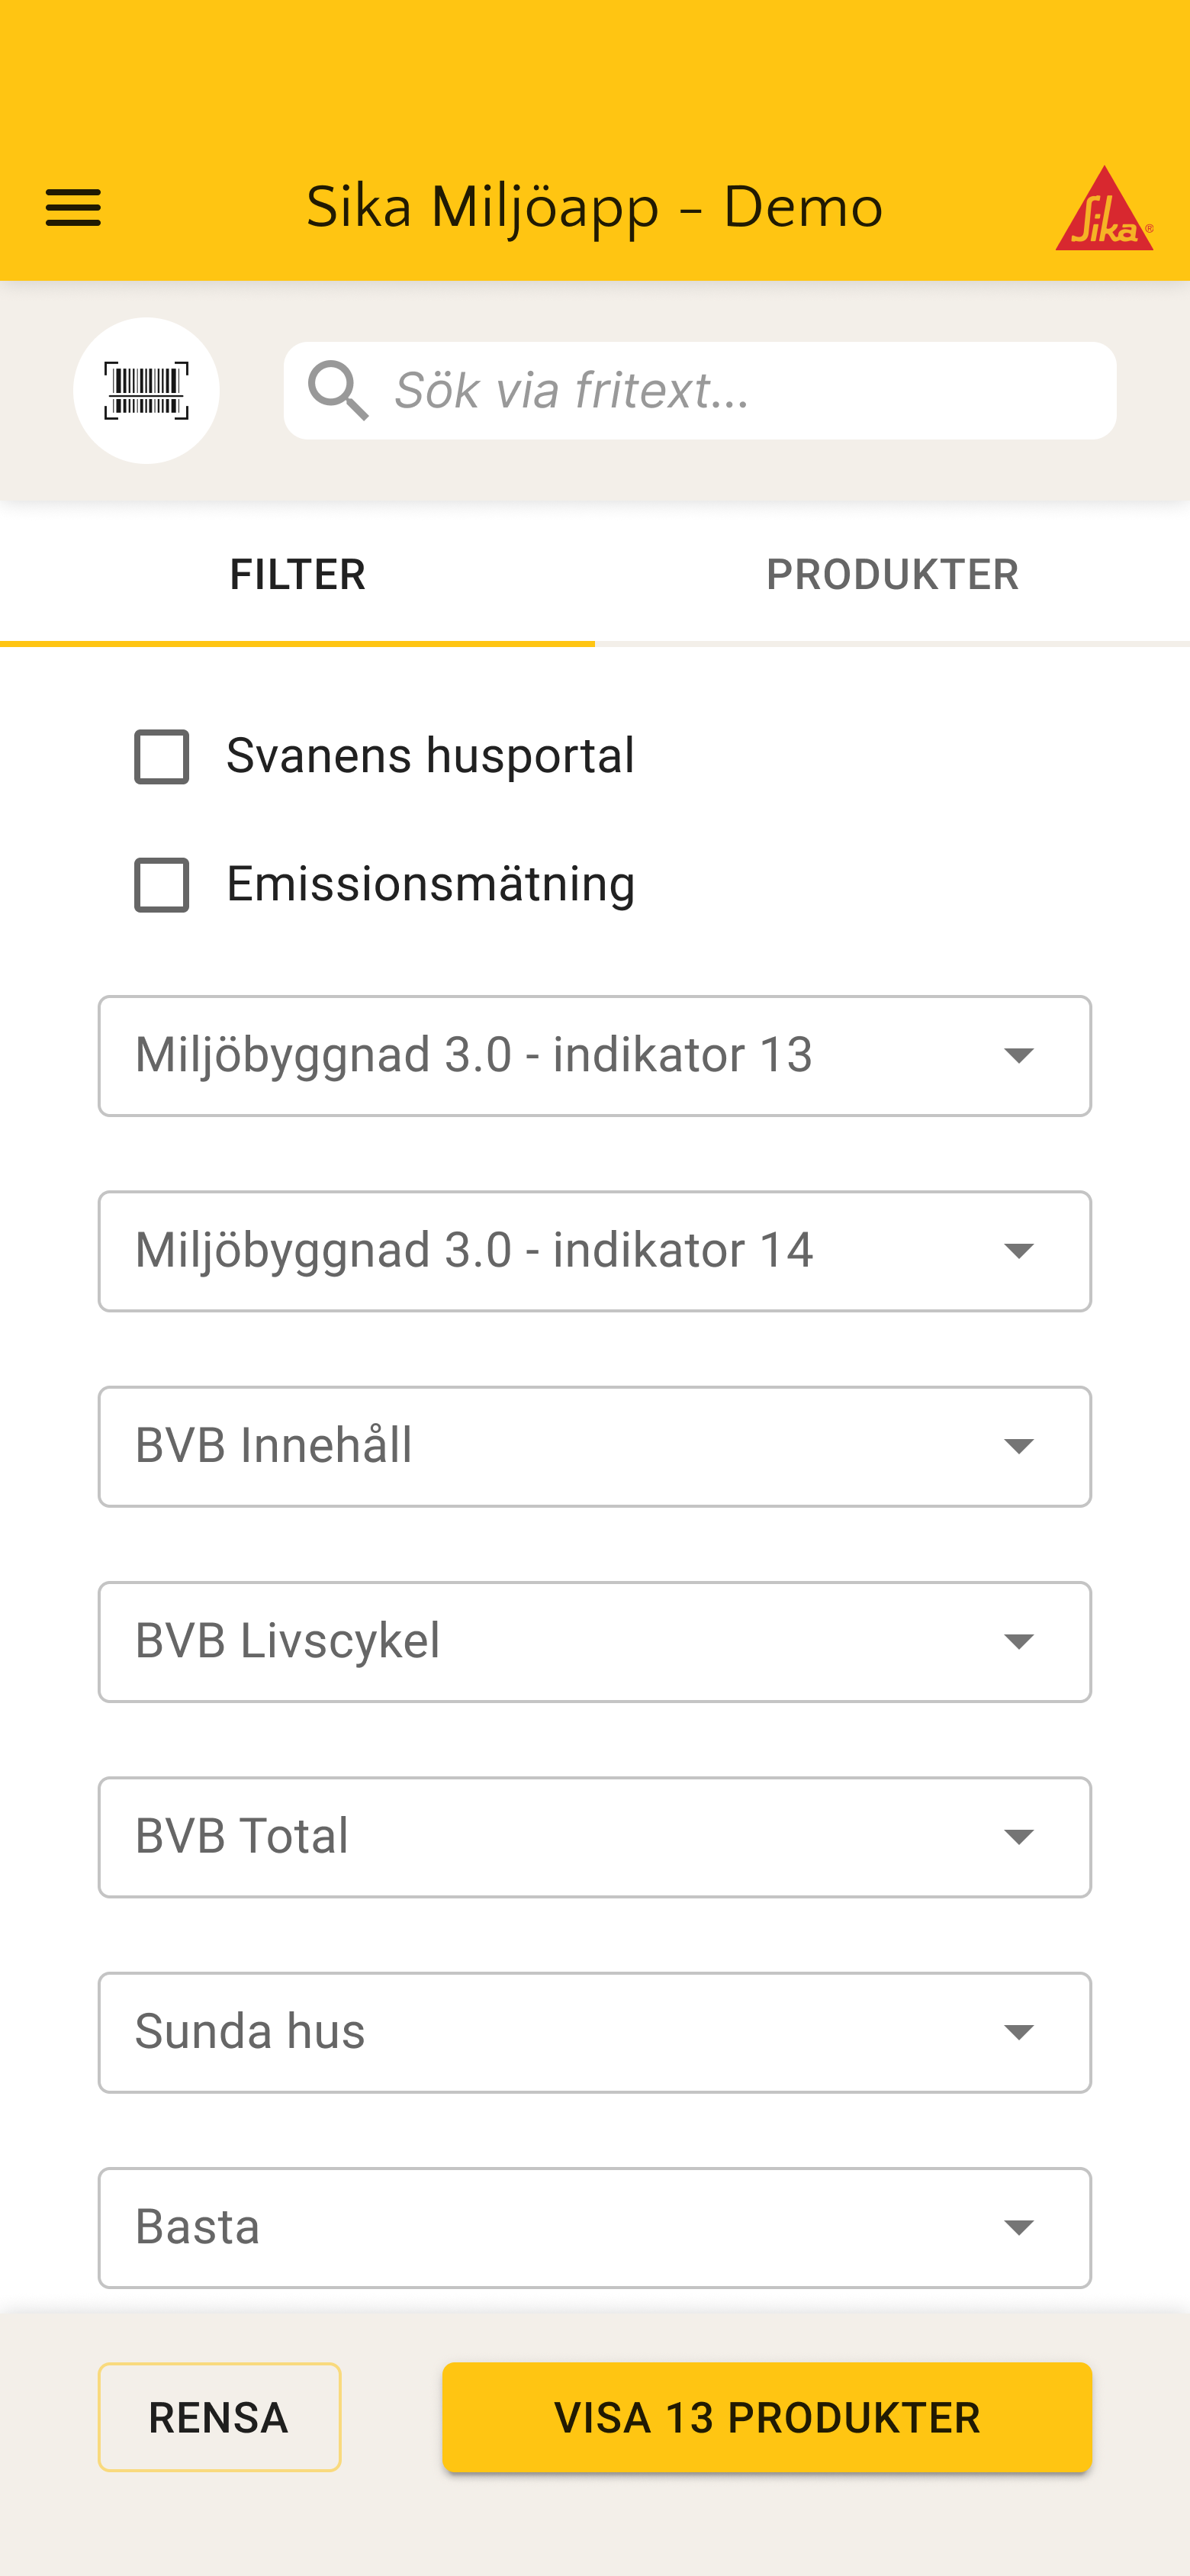 Sika Miljöapp - Demo
Sika®
Sök via fritext...
FILTER
PRODUKTER
Svanens husportal
Emissionsmätning
Miljöbyggnad 3.0 - indikator 13
Miljöbyggnad 3.0 - indikator 14
BVB Innehåll
BVB Livscykel
BVB Total
Sunda hus
Basta
RENSA
VISA 13 PRODUKTER